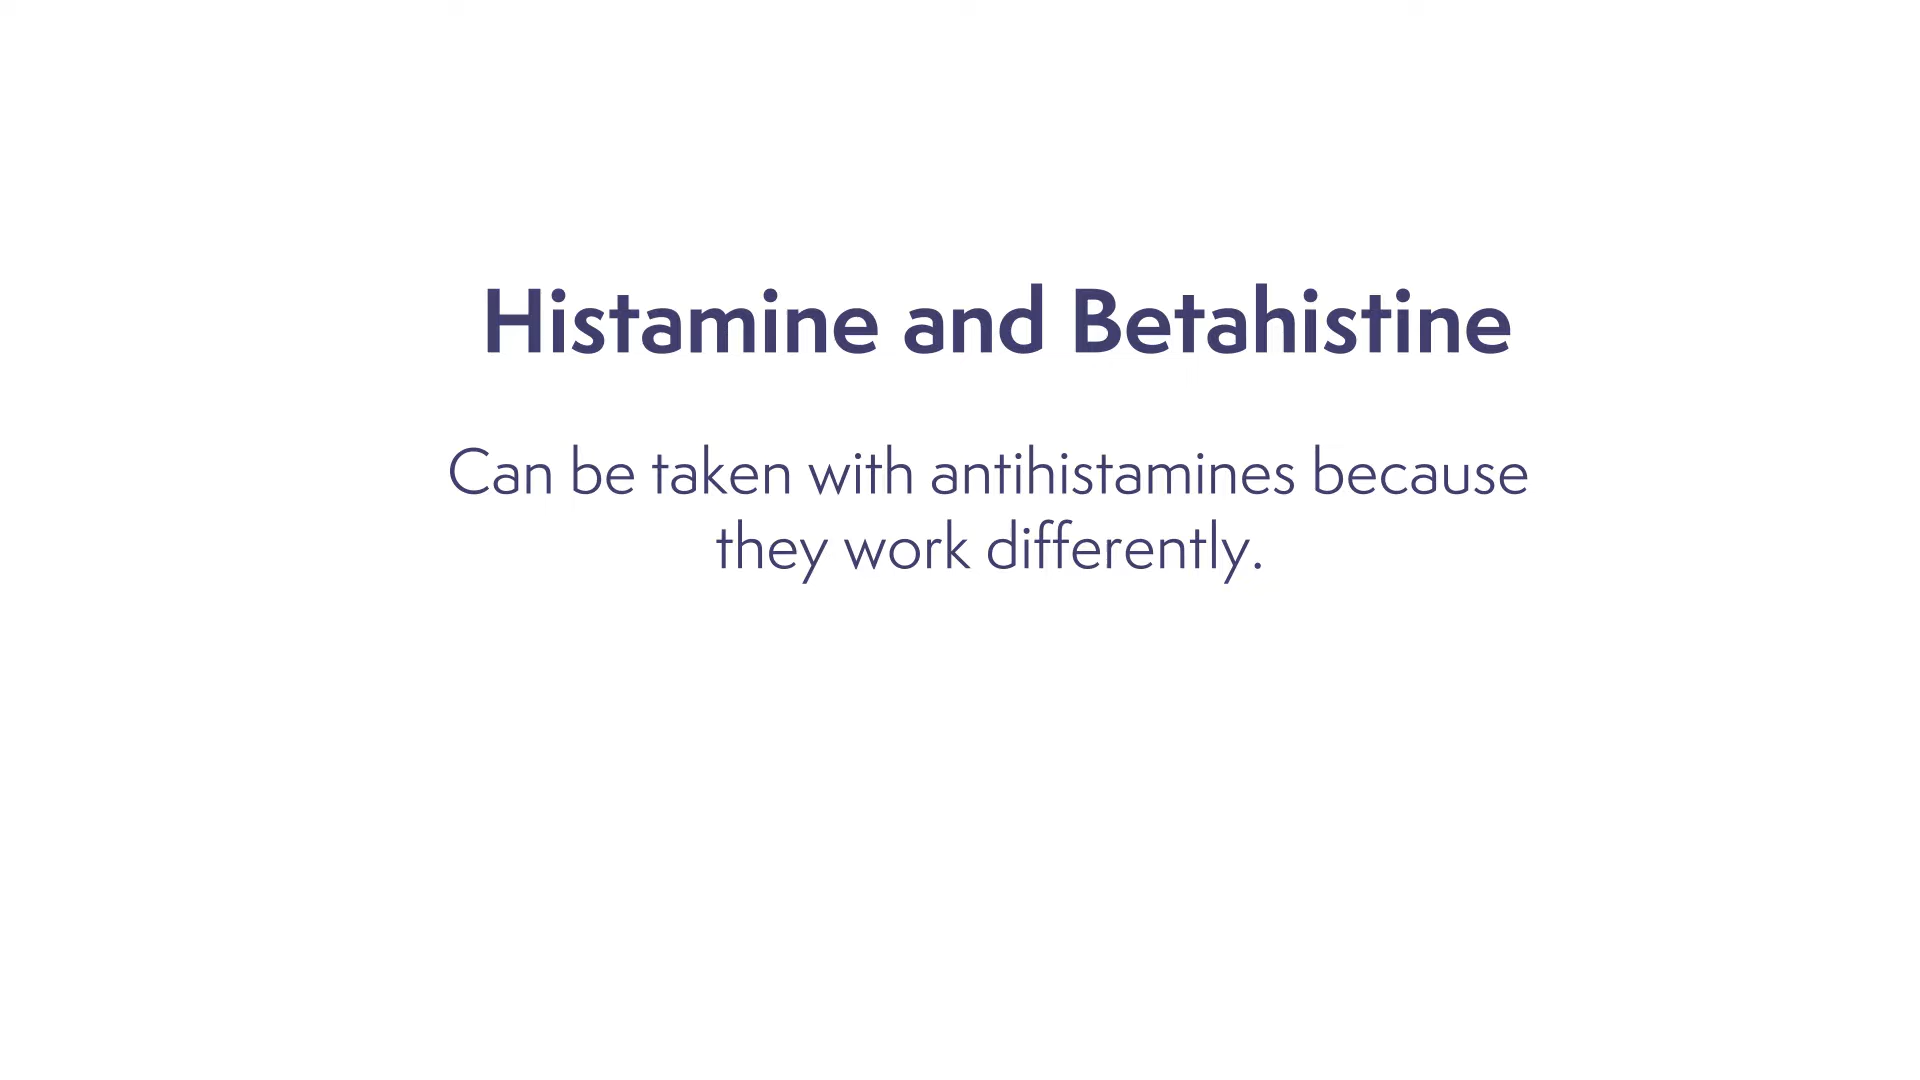 Histamine and Betahistine
Can be taken with antihistamines because
they work differently.